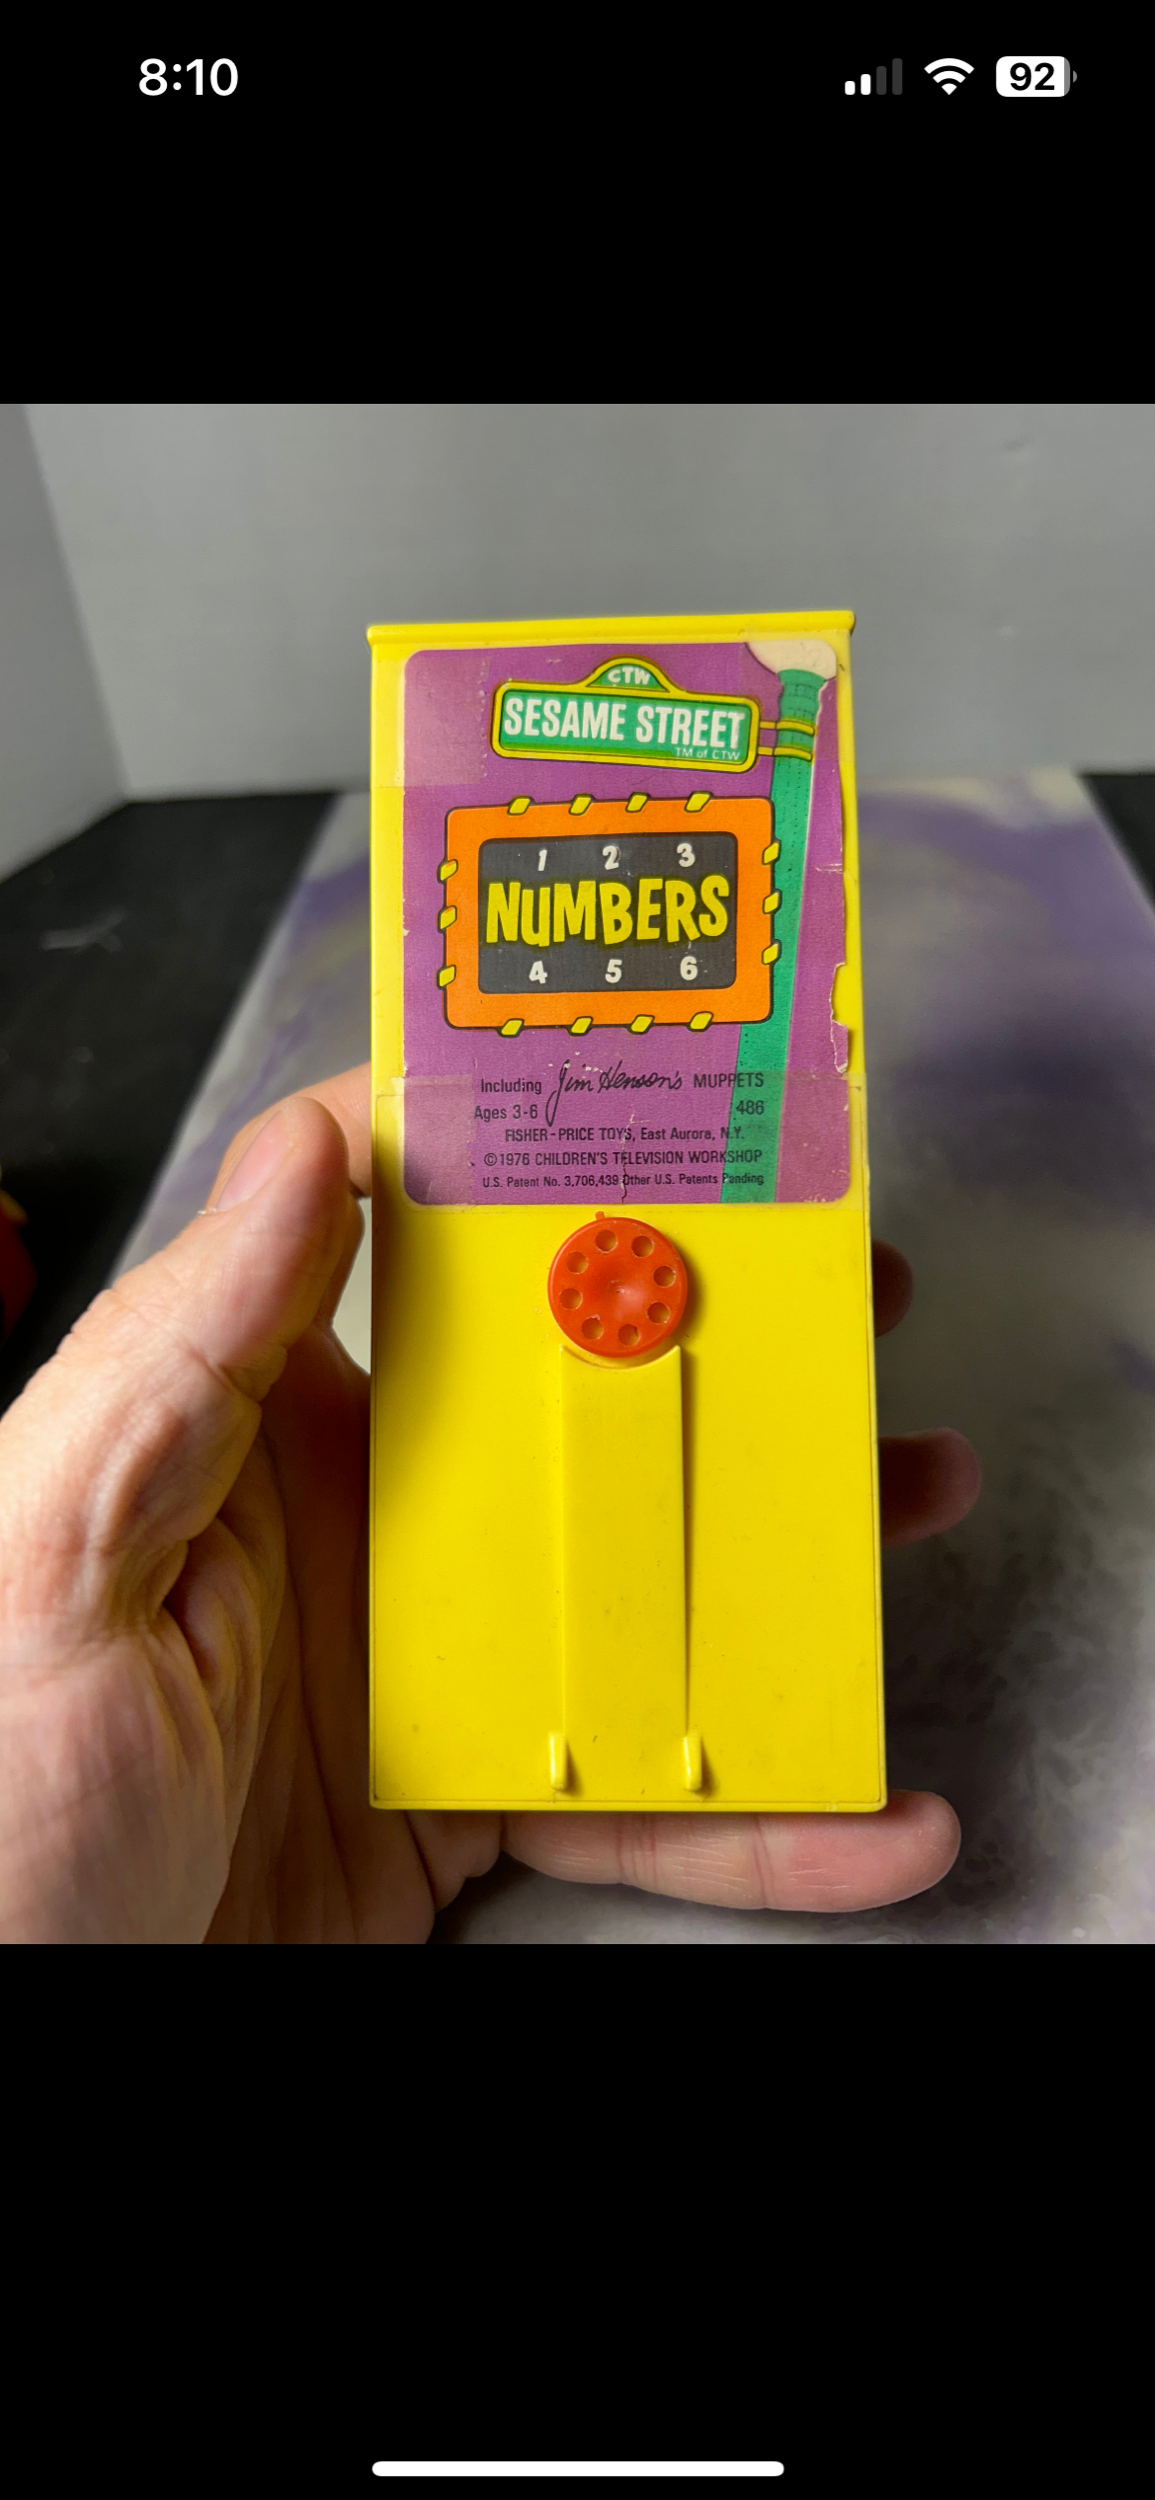 8:10
92
CTW
SESAME STREET
TM of CTW
1 2 3
NUMBERS
4 5 6
Including Jim Henson's MUPPETS
Ages 3-6 486
FISHER-PRICE TOYS, East Aurora, N.Y.
©1976 CHILDREN'S TELEVISION WORKSHOP
U.S. Patent No. 3,706,439 Other U.S. Patents Pending